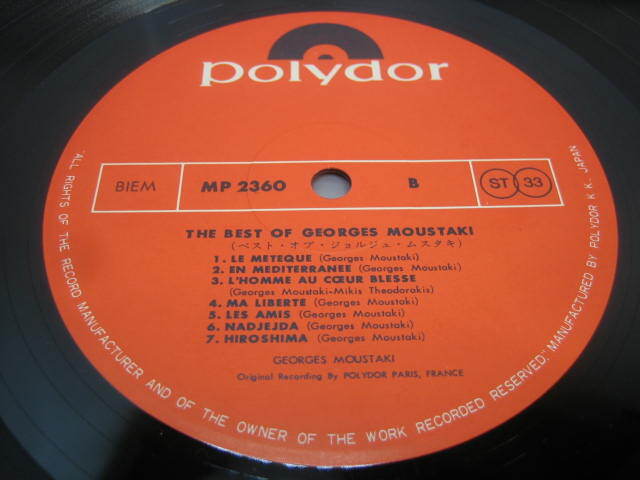 polydor
BIEM
MP 2360
B
ST 33
THE BEST OF GEORGES MOUSTAKI
(ベスト・オブ・ジョルジュ・ムスタキ)
1. LE METEQUE (Georges Moustaki)
2. EN MEDITERRANEE (Georges Moustaki)
3. L'HOMME AU CŒUR BLESSE
(Georges Moustaki-Mikis Theodorakis)
4. MA LIBERTE (Georges Moustaki)
5. LES AMIS (Georges Moustaki)
6. NADJEJDA (Georges Moustaki)
7. HIROSHIMA (Georges Moustaki)
GEORGES MOUSTAKI
Original Recording By POLYDOR PARIS, FRANCE
"ALL RIGHTS OF THE RECORD MANUFACTURER AND OF THE OWNER OF THE WORK RECORDED RESERVED", MANUFACTURED BY POLYDOR K K., JAPAN